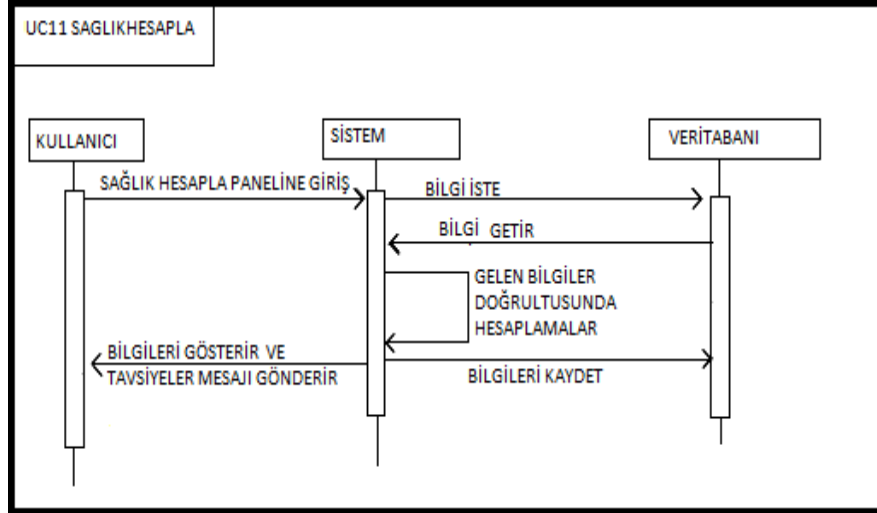 UC11 SAGLIKHESAPLA
KULLANICI
SİSTEM
VERİTABANI
SAĞLIK HESAPLA PANELİNE GİRİŞ
BİLGİ İSTE
BİLGİ GETİR
GELEN BİLGİLER
DOĞRULTUSUNDA
HESAPLAMALAR
BİLGİLERİ GÖSTERİR VE
TAVSİYELER MESAJI GÖNDERİR
BİLGİLERİ KAYDET